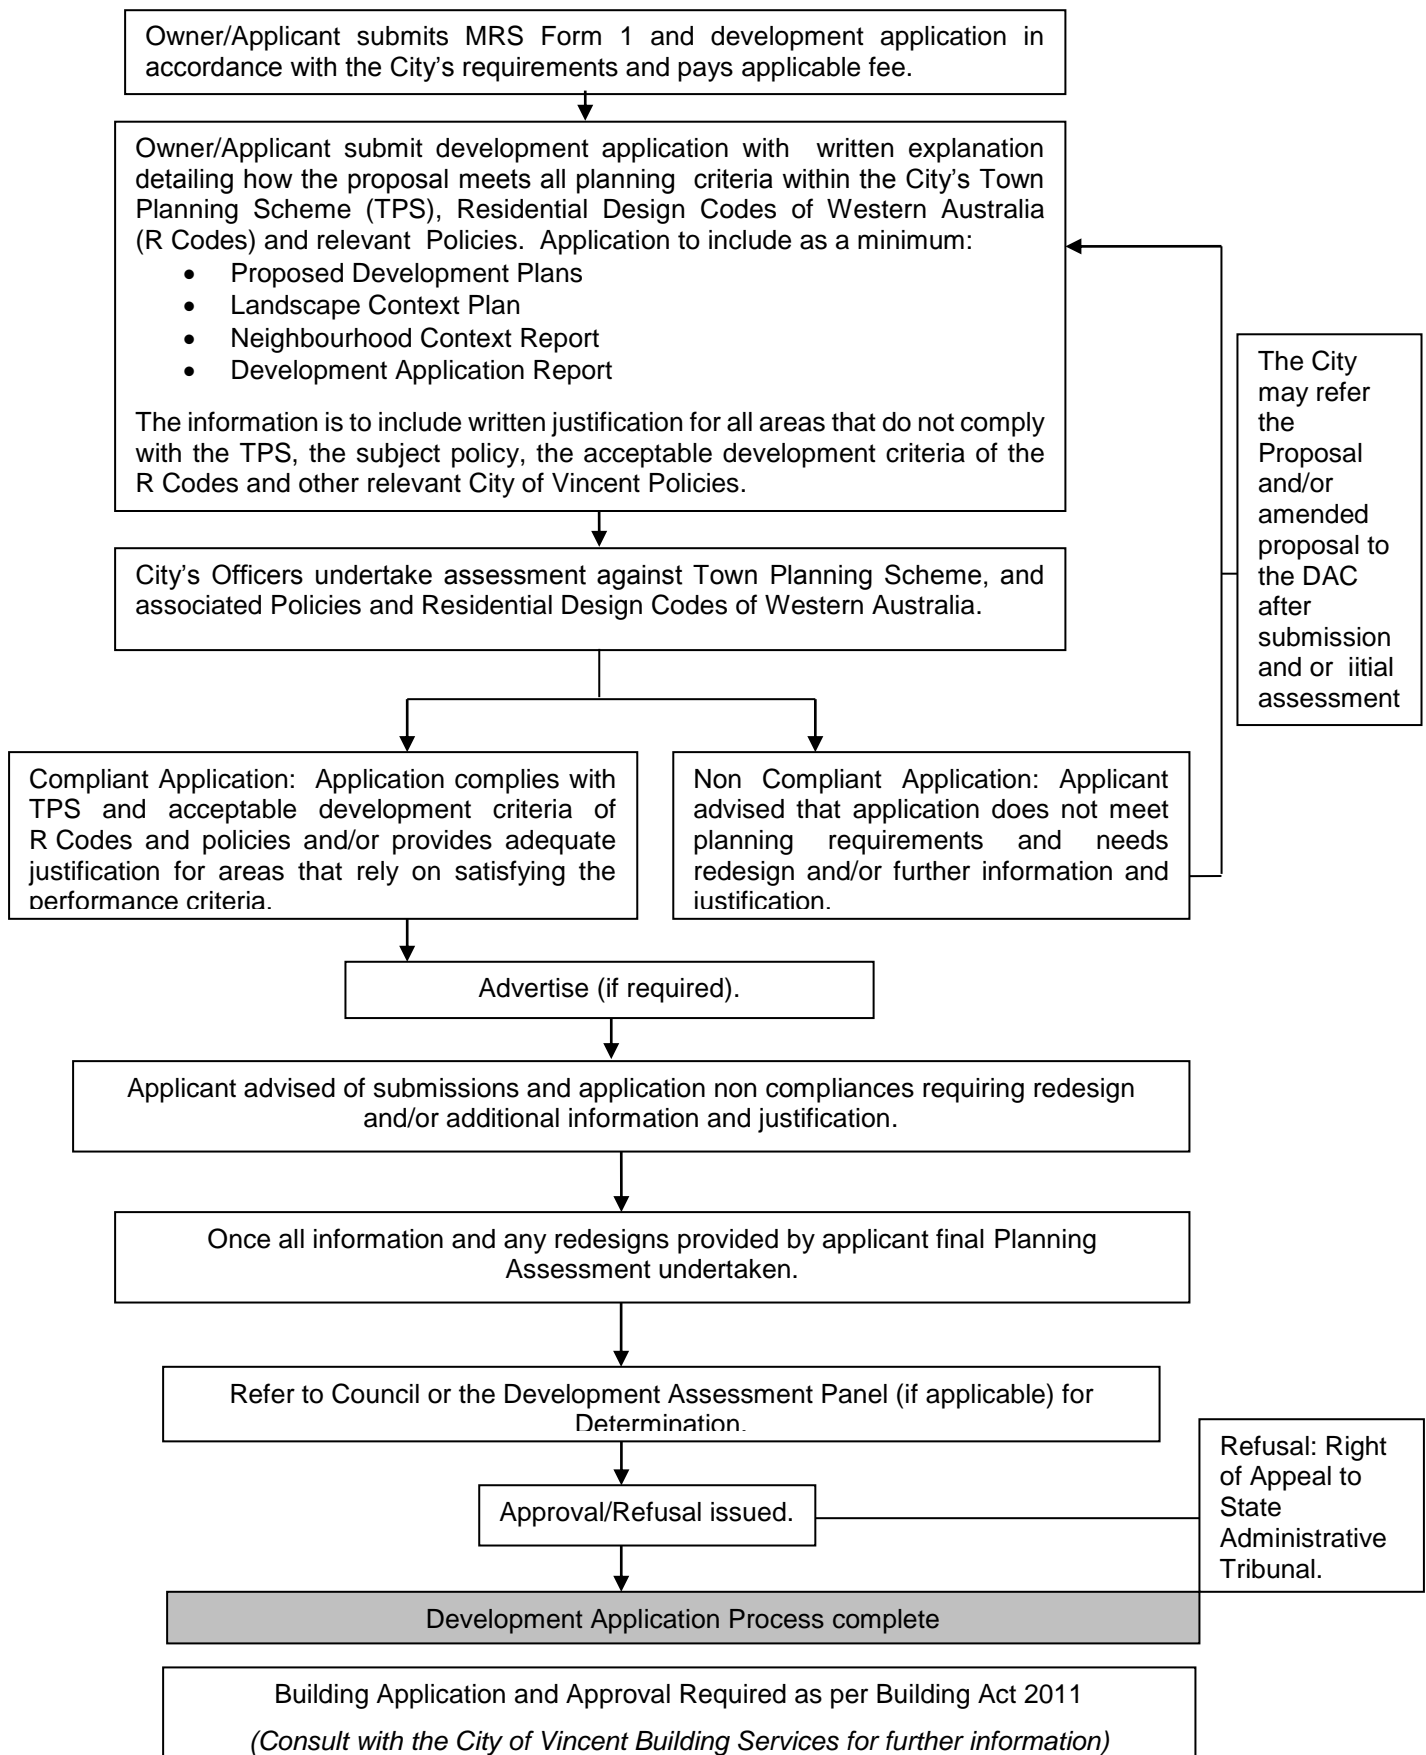 Owner/Applicant submits MRS Form 1 and development application in
accordance with the City's requirements and pays applicable fee.
Owner/Applicant submit development application with written explanation
detailing how the proposal meets all planning criteria within the City's Town
Planning Scheme (TPS), Residential Design Codes of Western Australia
(R Codes) and relevant Policies. Application to include as a minimum:
• Proposed Development Plans
• Landscape Context Plan
• Neighbourhood Context Report
• Development Application Report
The information is to include written justification for all areas that do not comply
with the TPS, the subject policy, the acceptable development criteria of the
R Codes and other relevant City of Vincent Policies.
The City
may refer
the
Proposal
and/or
amended
proposal to
the DAC
after
submission
and or iitial
assessment
City's Officers undertake assessment against Town Planning Scheme, and
associated Policies and Residential Design Codes of Western Australia.
Compliant Application: Application complies with
TPS and acceptable development criteria of
R Codes and policies and/or provides adequate
justification for areas that rely on satisfying the
performance criteria.
Non Compliant Application: Applicant
advised that application does not meet
planning requirements and needs
redesign and/or further information and
justification.
Advertise (if required).
Applicant advised of submissions and application non compliances requiring redesign
and/or additional information and justification.
Once all information and any redesigns provided by applicant final Planning
Assessment undertaken.
Refer to Council or the Development Assessment Panel (if applicable) for
Determination.
Approval/Refusal issued.
Refusal: Right
of Appeal to
State
Administrative
Tribunal.
Development Application Process complete
Building Application and Approval Required as per Building Act 2011
(Consult with the City of Vincent Building Services for further information)